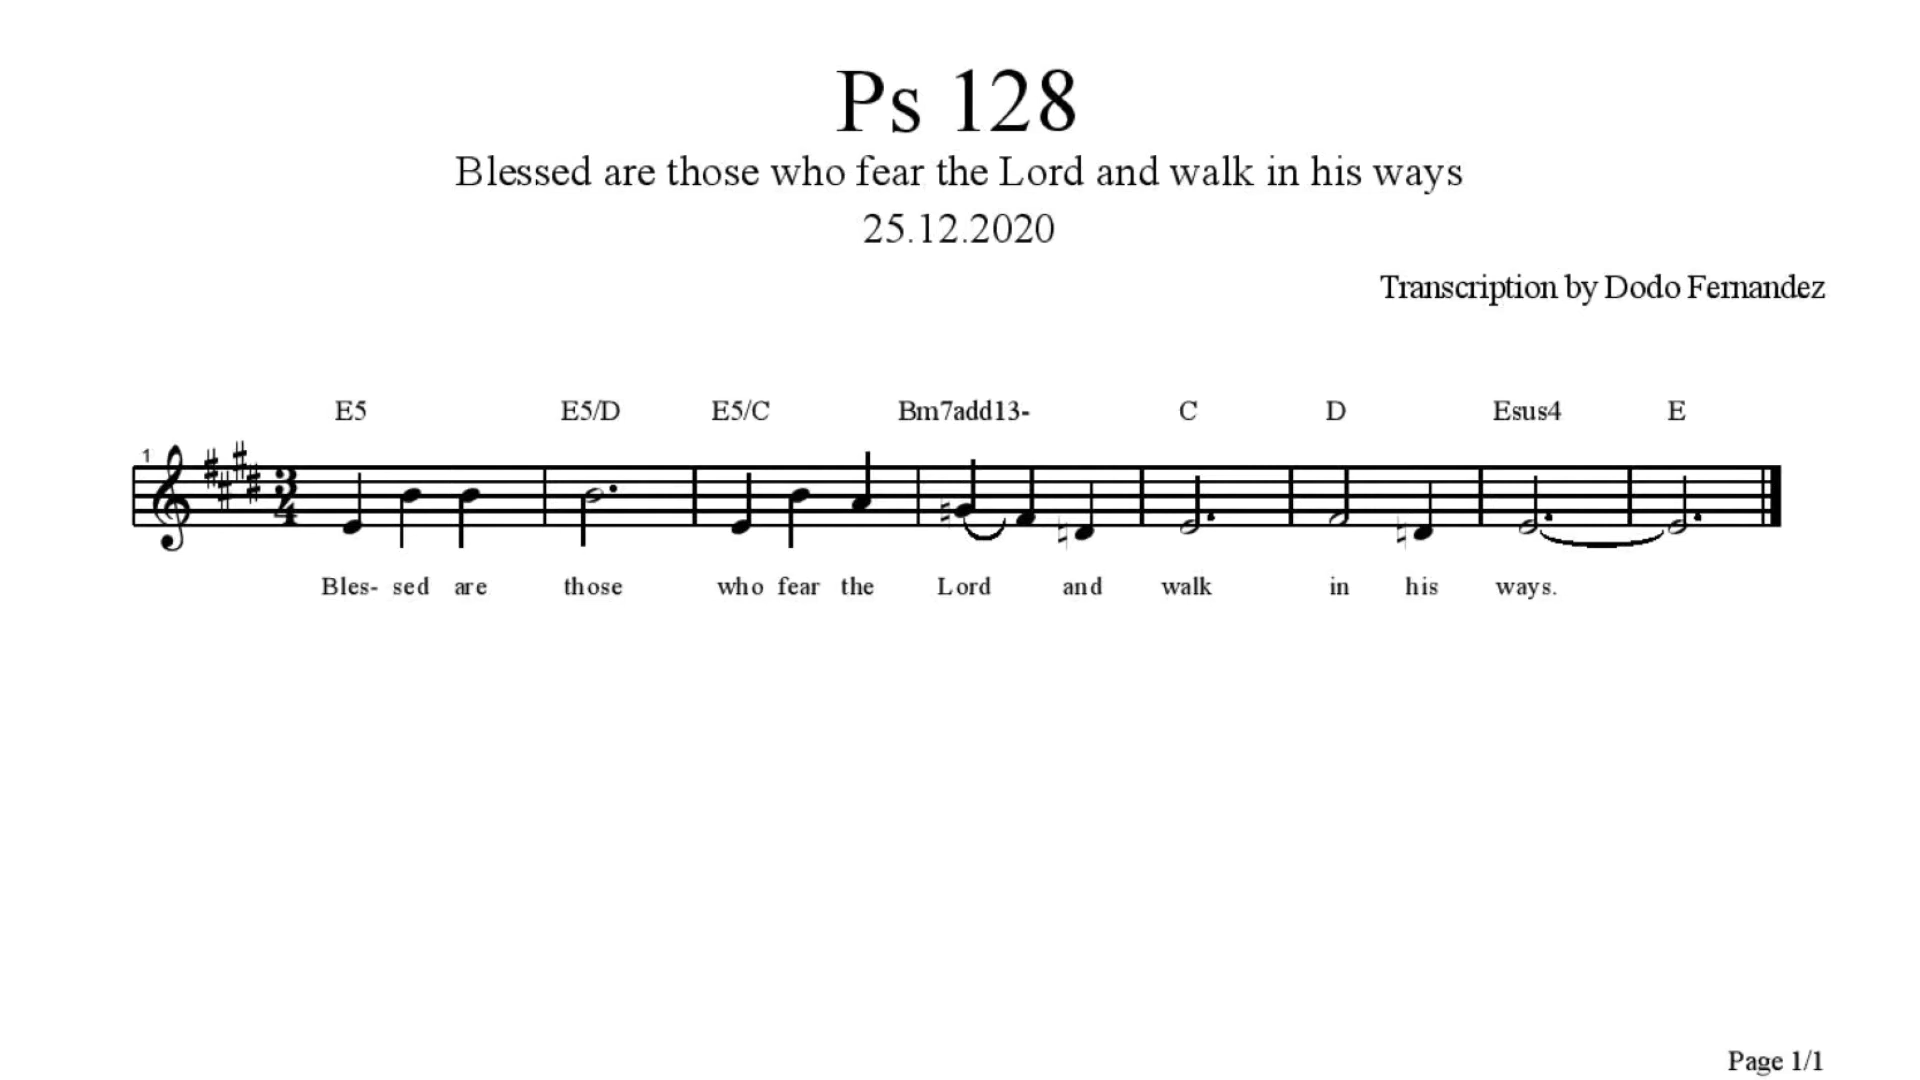 Ps 128
Blessed are those who fear the Lord and walk in his ways
25.12.2020
Transcription by Dodo Fernandez
E5 E5/D E5/C Bm7add13- C D Esus4 E
1
3
4
Bles- sed are those who fear the Lord and walk in his ways.
Page 1/1